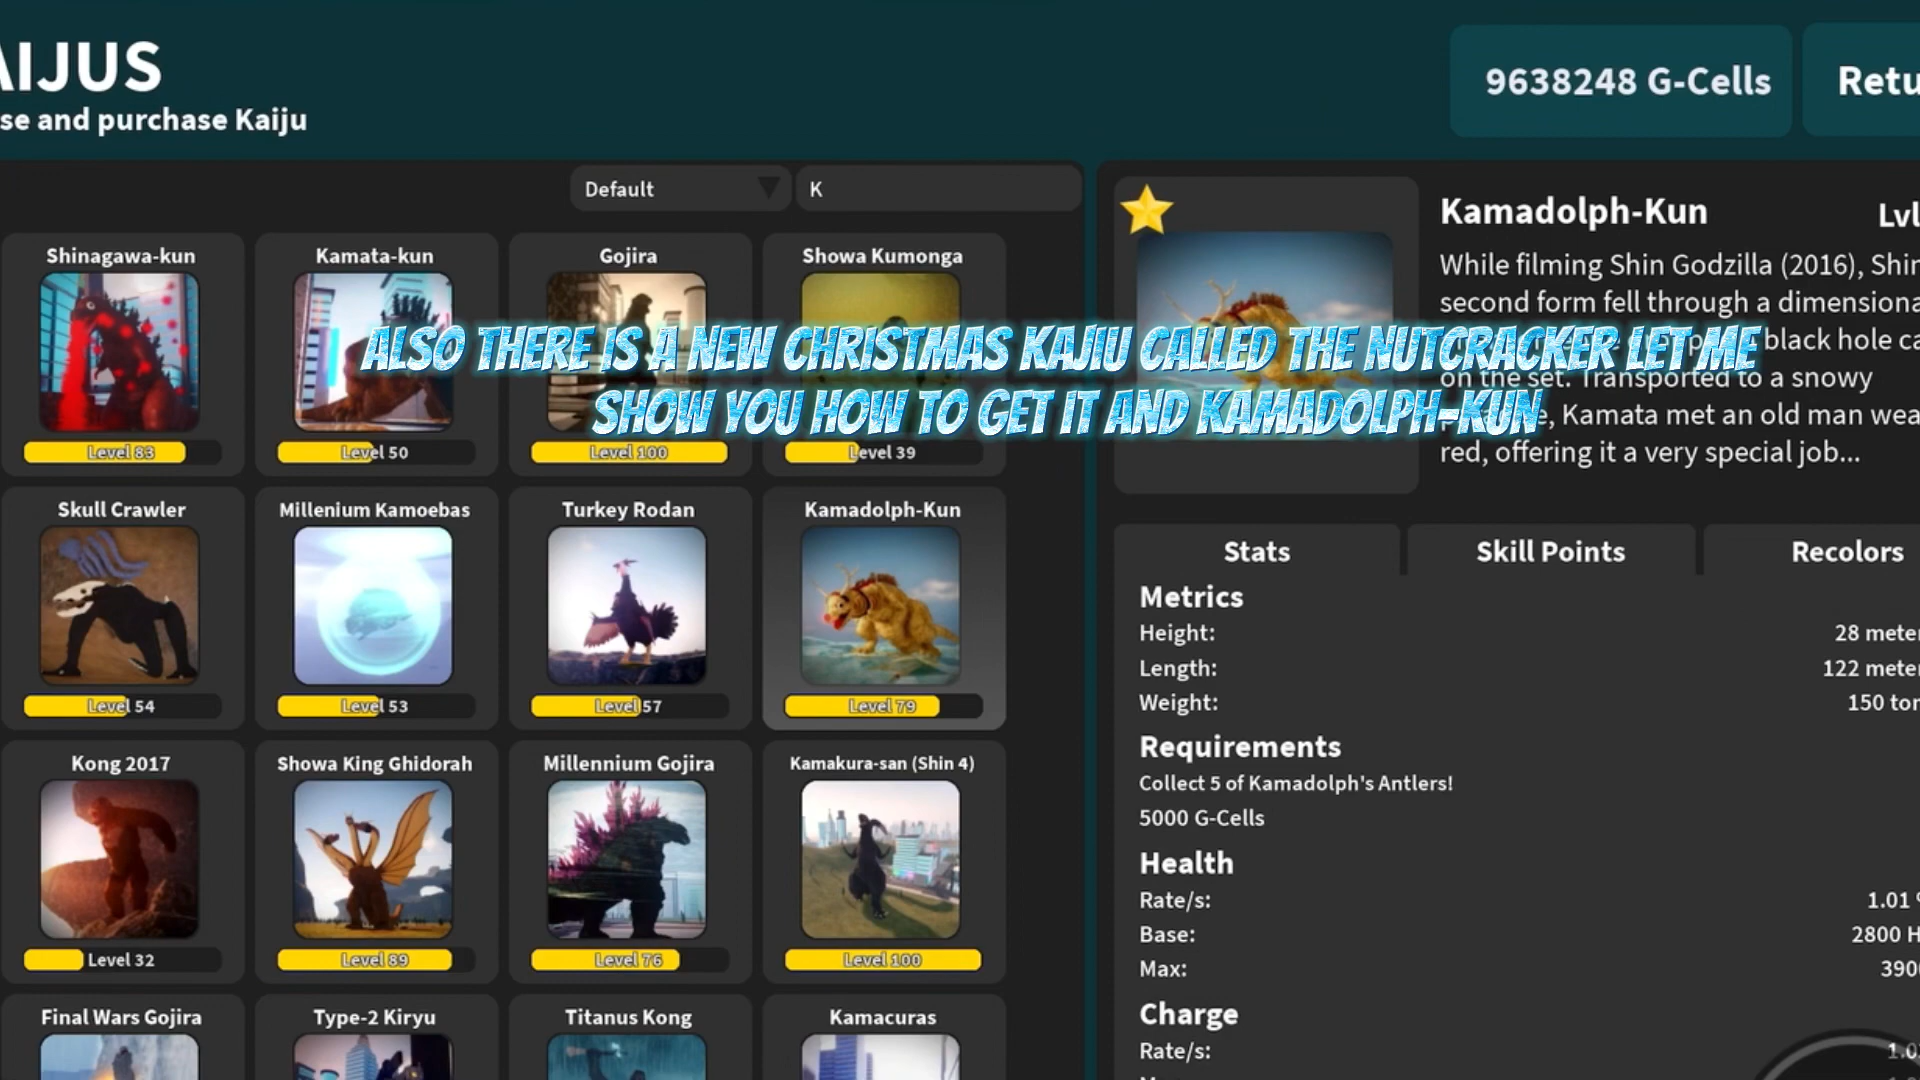 AIJUS
se and purchase Kaiju
9638248 G-Cells
Retu
Default
K
Shinagawa-kun
Kamata-kun
Gojira
Showa Kumonga
Level 83
Level 50
Level 100
Level 39
ALSO THERE IS A NEW CHRISTMAS KAJIU CALLED THE NUTCRACKER LET ME
SHOW YOU HOW TO GET IT AND KAMADOLPH-KUN
Skull Crawler
Millenium Kamoebas
Turkey Rodan
Kamadolph-Kun
Level 54
Level 53
Level 57
Level 79
Kong 2017
Showa King Ghidorah
Millennium Gojira
Kamakura-san (Shin 4)
Level 32
Level 89
Level 76
Level 100
Final Wars Gojira
Type-2 Kiryu
Titanus Kong
Kamacuras
Kamadolph-Kun
Lvl
While filming Shin Godzilla (2016), Shin
second form fell through a dimensiona
black hole ca
on the set. Transported to a snowy
, Kamata met an old man wea
red, offering it a very special job...
Stats
Skill Points
Recolors
Metrics
Height:
28 meter
Length:
122 meter
Weight:
150 ton
Requirements
Collect 5 of Kamadolph's Antlers!
5000 G-Cells
Health
Rate/s:
1.01
Base:
2800 H
Max:
390
Charge
Rate/s:
1.0